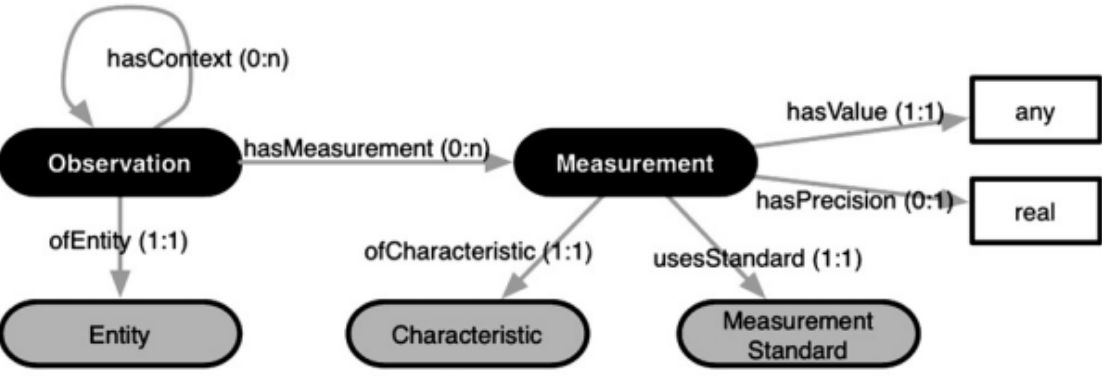 hasContext (0:n)
hasValue (1:1)
any
Observation
hasMeasurement (0:n)
Measurement
hasPrecision (0:1)
real
ofEntity (1:1)
ofCharacteristic (1:1)
usesStandard (1:1)
Entity
Characteristic
Measurement
Standard